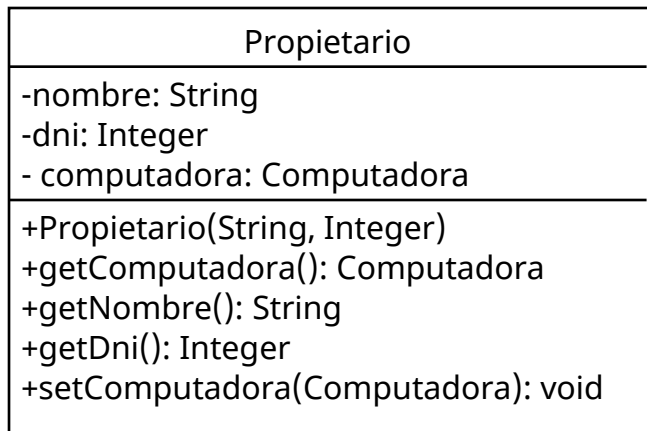 Propietario
-nombre: String
-dni: Integer
- computadora: Computadora
+Propietario(String, Integer)
+getComputadora(): Computadora
+getNombre(): String
+getDni(): Integer
+setComputadora(Computadora): void